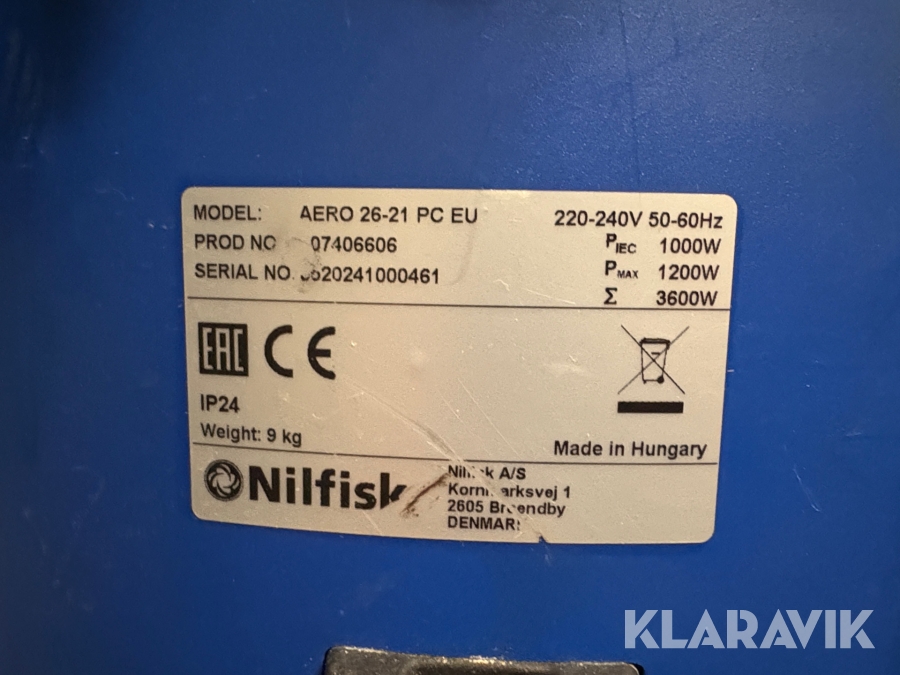 MODEL: AERO 26-21 PC EU 220-240V 50-60Hz
PROD NO 07406606 PIEC 1000W
SERIAL NO. PMAX 1200W
Σ 3600W
EAC CE
IP24
Weight: 9 kg
Made in Hungary
Nilfisk
A/S
1
2605
KLARAVIK